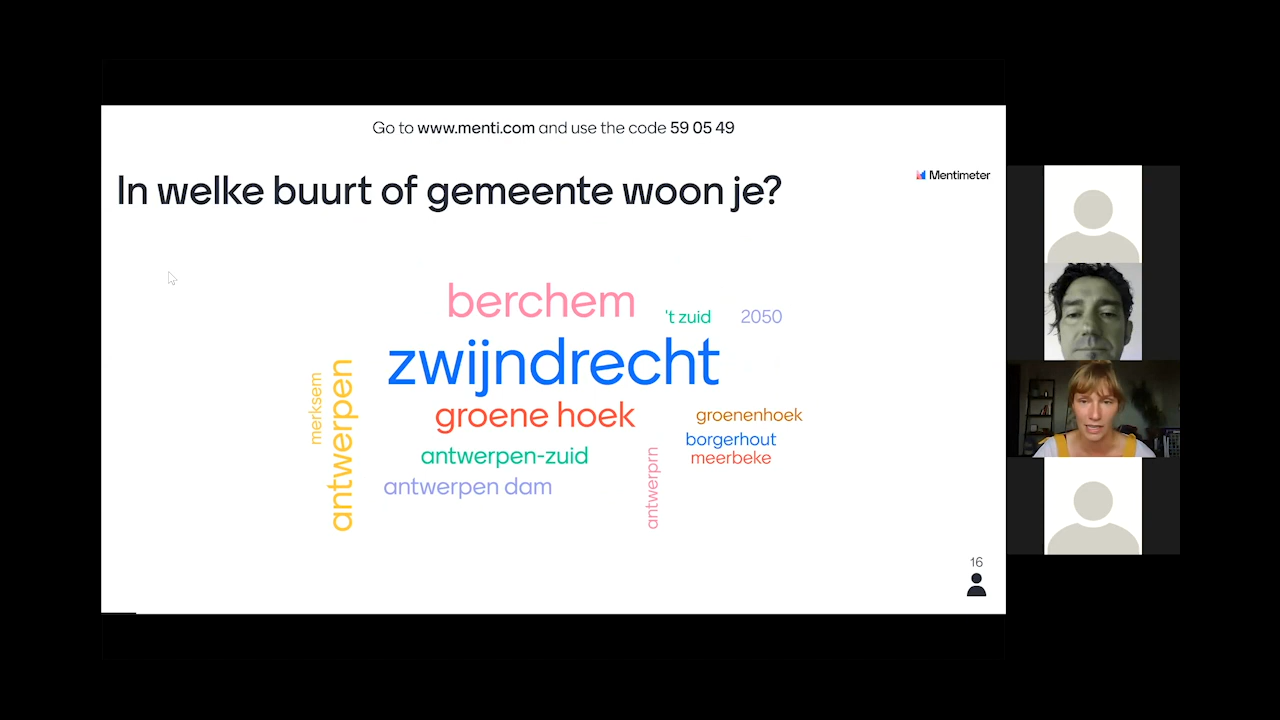 Go to www.menti.com and use the code 59 05 49
In welke buurt of gemeente woon je?
Mentimeter
berchem
't zuid
2050
zwijndrecht
merksem
antwerpen
groene hoek
groenenhoek
borgerhout
antwerpen-zuid
meerbeke
antwerpen dam
antwerprn
16